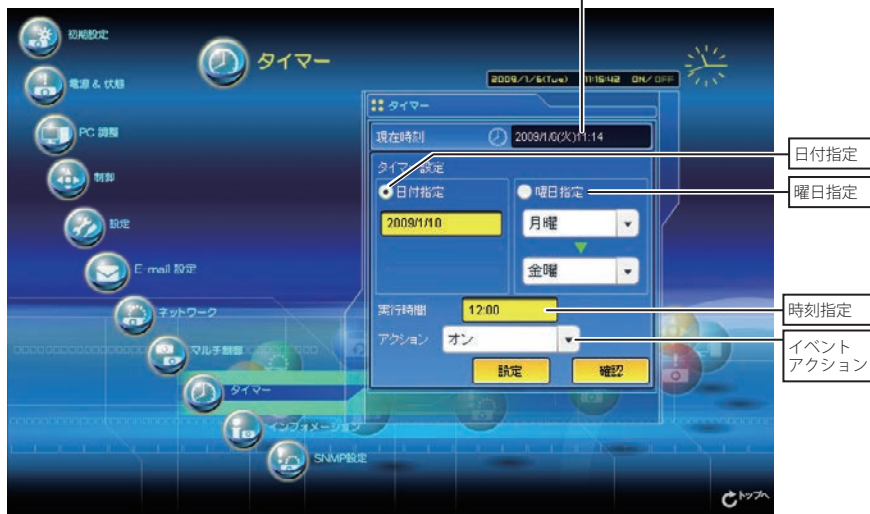 初期設定
電源 & 状態
PC 調整
制御
設定
E-mail 設定
ネットワーク
マルチ制御
タイマー
インフォメーション
SNMP設定
タイマー
2009/1/6(Tue) 11:15:42 ON/OFF
タイマー
現在時刻 2009/1/6(火)11:14
タイマー設定
日付指定 曜日指定
2009/1/10 月曜
金曜
実行時間 12:00
アクション オン
設定 確認
トップへ
日付指定
曜日指定
時刻指定
イベント
アクション